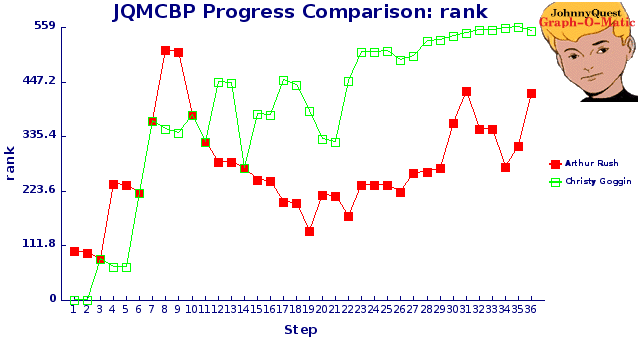 JQMCBP Progress Comparison: rank
JohnnyQuest
Graph-O-Matic
559
447.2
335.4
223.6
111.8
0
rank
1 2 3 4 5 6 7 8 9 10 11 12 13 14 15 16 17 18 19 20 21 22 23 24 25 26 27 28 29 30 31 32 33 34 35 36
Step
Arthur Rush
Christy Goggin